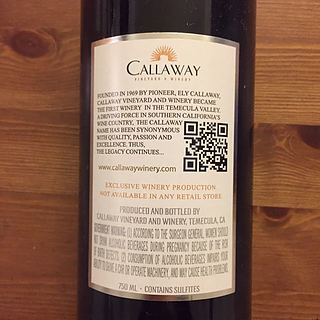 CALLAWAY
VINEYARD & WINERY
FOUNDED IN 1969 BY PIONEER, ELY CALLAWAY,
CALLAWAY VINEYARD AND WINERY BECAME
THE FIRST WINERY IN THE TEMECULA VALLEY.
A DRIVING FORCE IN SOUTHERN CALIFORNIA'S
WINE COUNTRY, THE CALLAWAY
NAME HAS BEEN SYNONYMOUS
WITH QUALITY, PASSION AND
EXCELLENCE. THUS,
THE LEGACY CONTINUES...
www.callawaywinery.com
EXCLUSIVE WINERY PRODUCTION
NOT AVAILABLE IN ANY RETAIL STORE
PRODUCED AND BOTTLED BY
CALLAWAY VINEYARD AND WINERY, TEMECULA, CA
GOVERNMENT WARNING: (1) ACCORDING TO THE SURGEON GENERAL, WOMEN SHOULD
NOT DRINK ALCOHOLIC BEVERAGES DURING PREGNANCY BECAUSE OF THE RISK
OF BIRTH DEFECTS. (2) CONSUMPTION OF ALCOHOLIC BEVERAGES IMPAIRS YOUR
ABILITY TO DRIVE A CAR OR OPERATE MACHINERY, AND MAY CAUSE HEALTH PROBLEMS.
750 ML • CONTAINS SULFITES